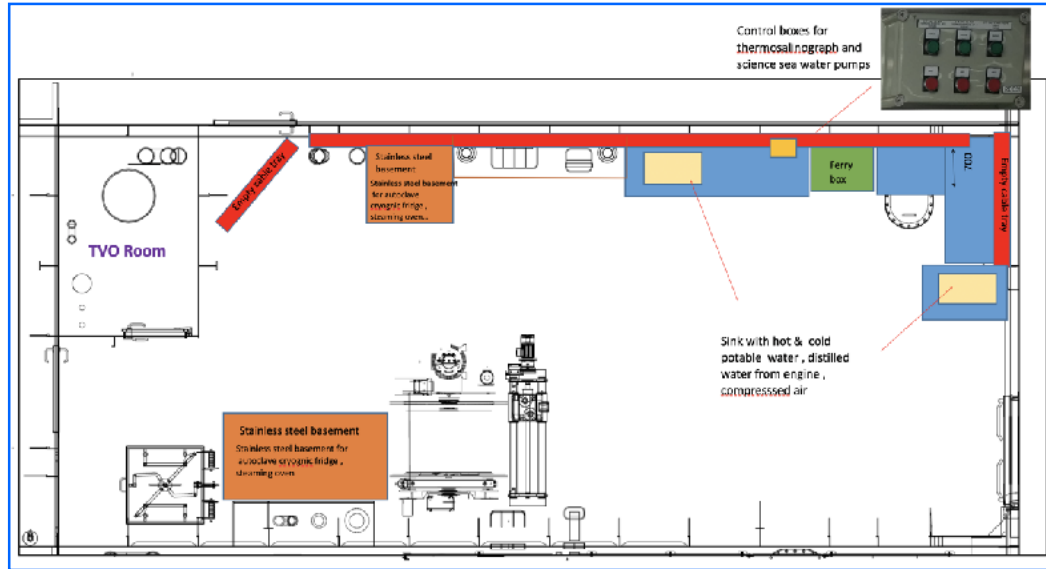 Control boxes for
thermosalinograph and
science sea water pumps
Empty cable tray
Stainless steel
basement
Stainless steel basement
for autoclave
cryognic fridge ,
steaming oven...
Ferry
box
700
Empty cable tray
TVO Room
Sink with hot & cold
potable water , distilled
water from engine ,
compresssed air
Stainless steel basement
Stainless steel basement for
autoclave cryognic fridge ,
steaming oven...